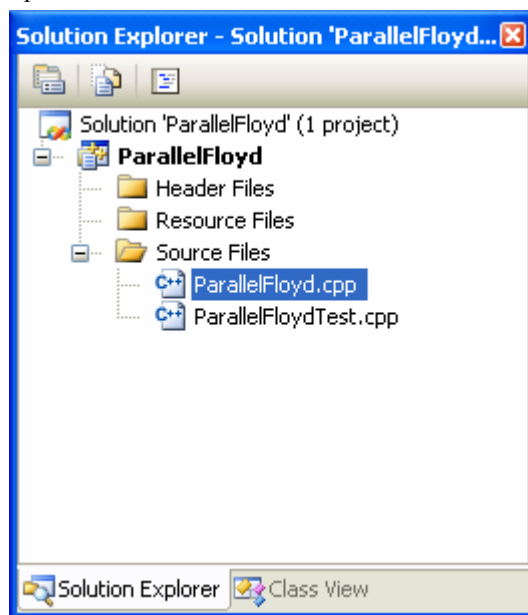 Solution Explorer - Solution 'ParallelFloyd...
Solution 'ParallelFloyd' (1 project)
ParallelFloyd
Header Files
Resource Files
Source Files
ParallelFloyd.cpp
ParallelFloydTest.cpp
Solution Explorer
Class View